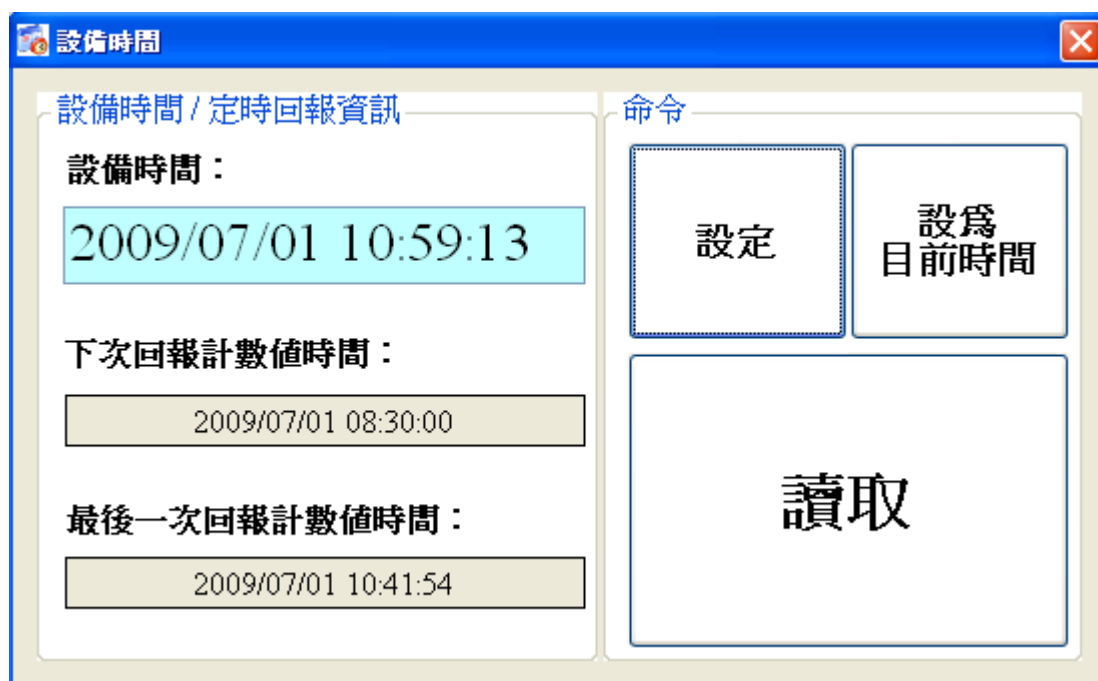 設備時間
設備時間 / 定時回報資訊
設備時間：
2009/07/01 10:59:13
下次回報計數值時間：
2009/07/01 08:30:00
最後一次回報計數值時間：
2009/07/01 10:41:54
命令
設定
設為
目前時間
讀取